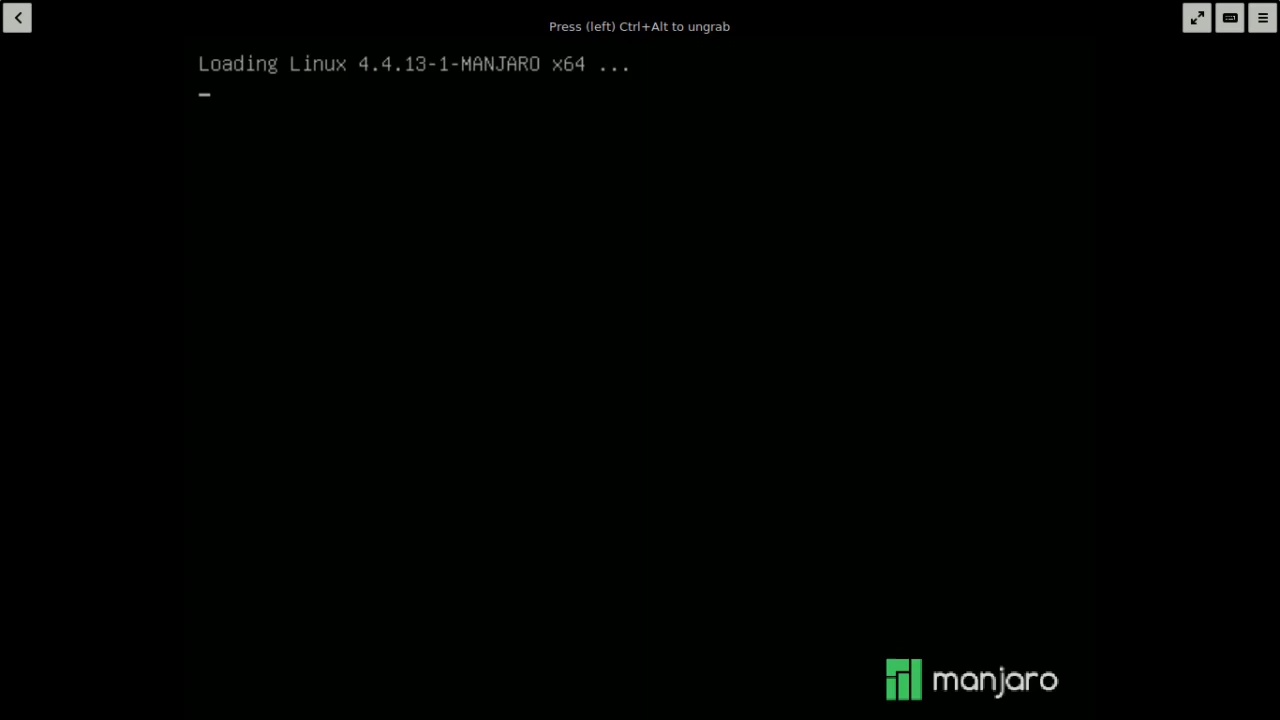 Press (left) Ctrl+Alt to ungrab
Loading Linux 4.4.13-1-MANJARO x64 ...
manjaro